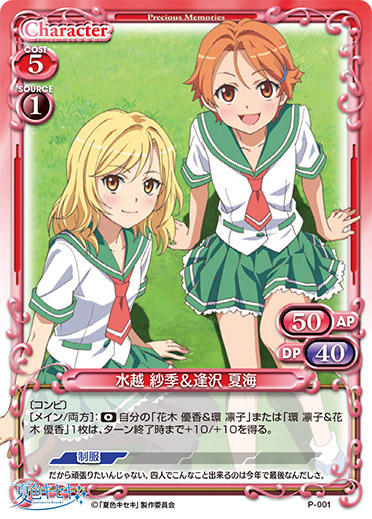 Precious Memories
Character
COST
5
SOURCE
1
50 AP
DP 40
水越 紗季&逢沢 夏海
[コンビ]
[メイン/両方]:0自分の「花木 優香&環 凛子」または「環 凛子&花
木 優香」1枚は、ターン終了時まで+10/+10を得る。
制服
だから頑張りたいんじゃない。四人でこんなこと出来るのは今年で最後なんだしさ。
夏色キセキ
©「夏色キセキ」製作委員会
P-001